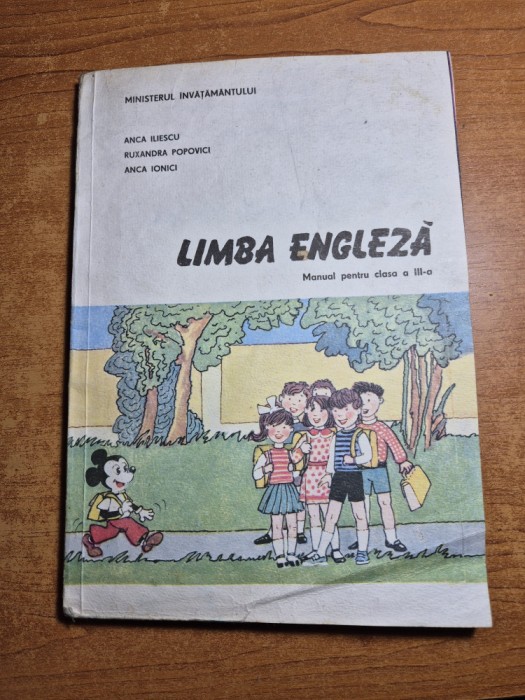 MINISTERUL ÎNVĂȚĂMÂNTULUI
ANCA ILIESCU
RUXANDRA POPOVICI
ANCA IONICI
LIMBA ENGLEZĂ
Manual pentru clasa a III-a